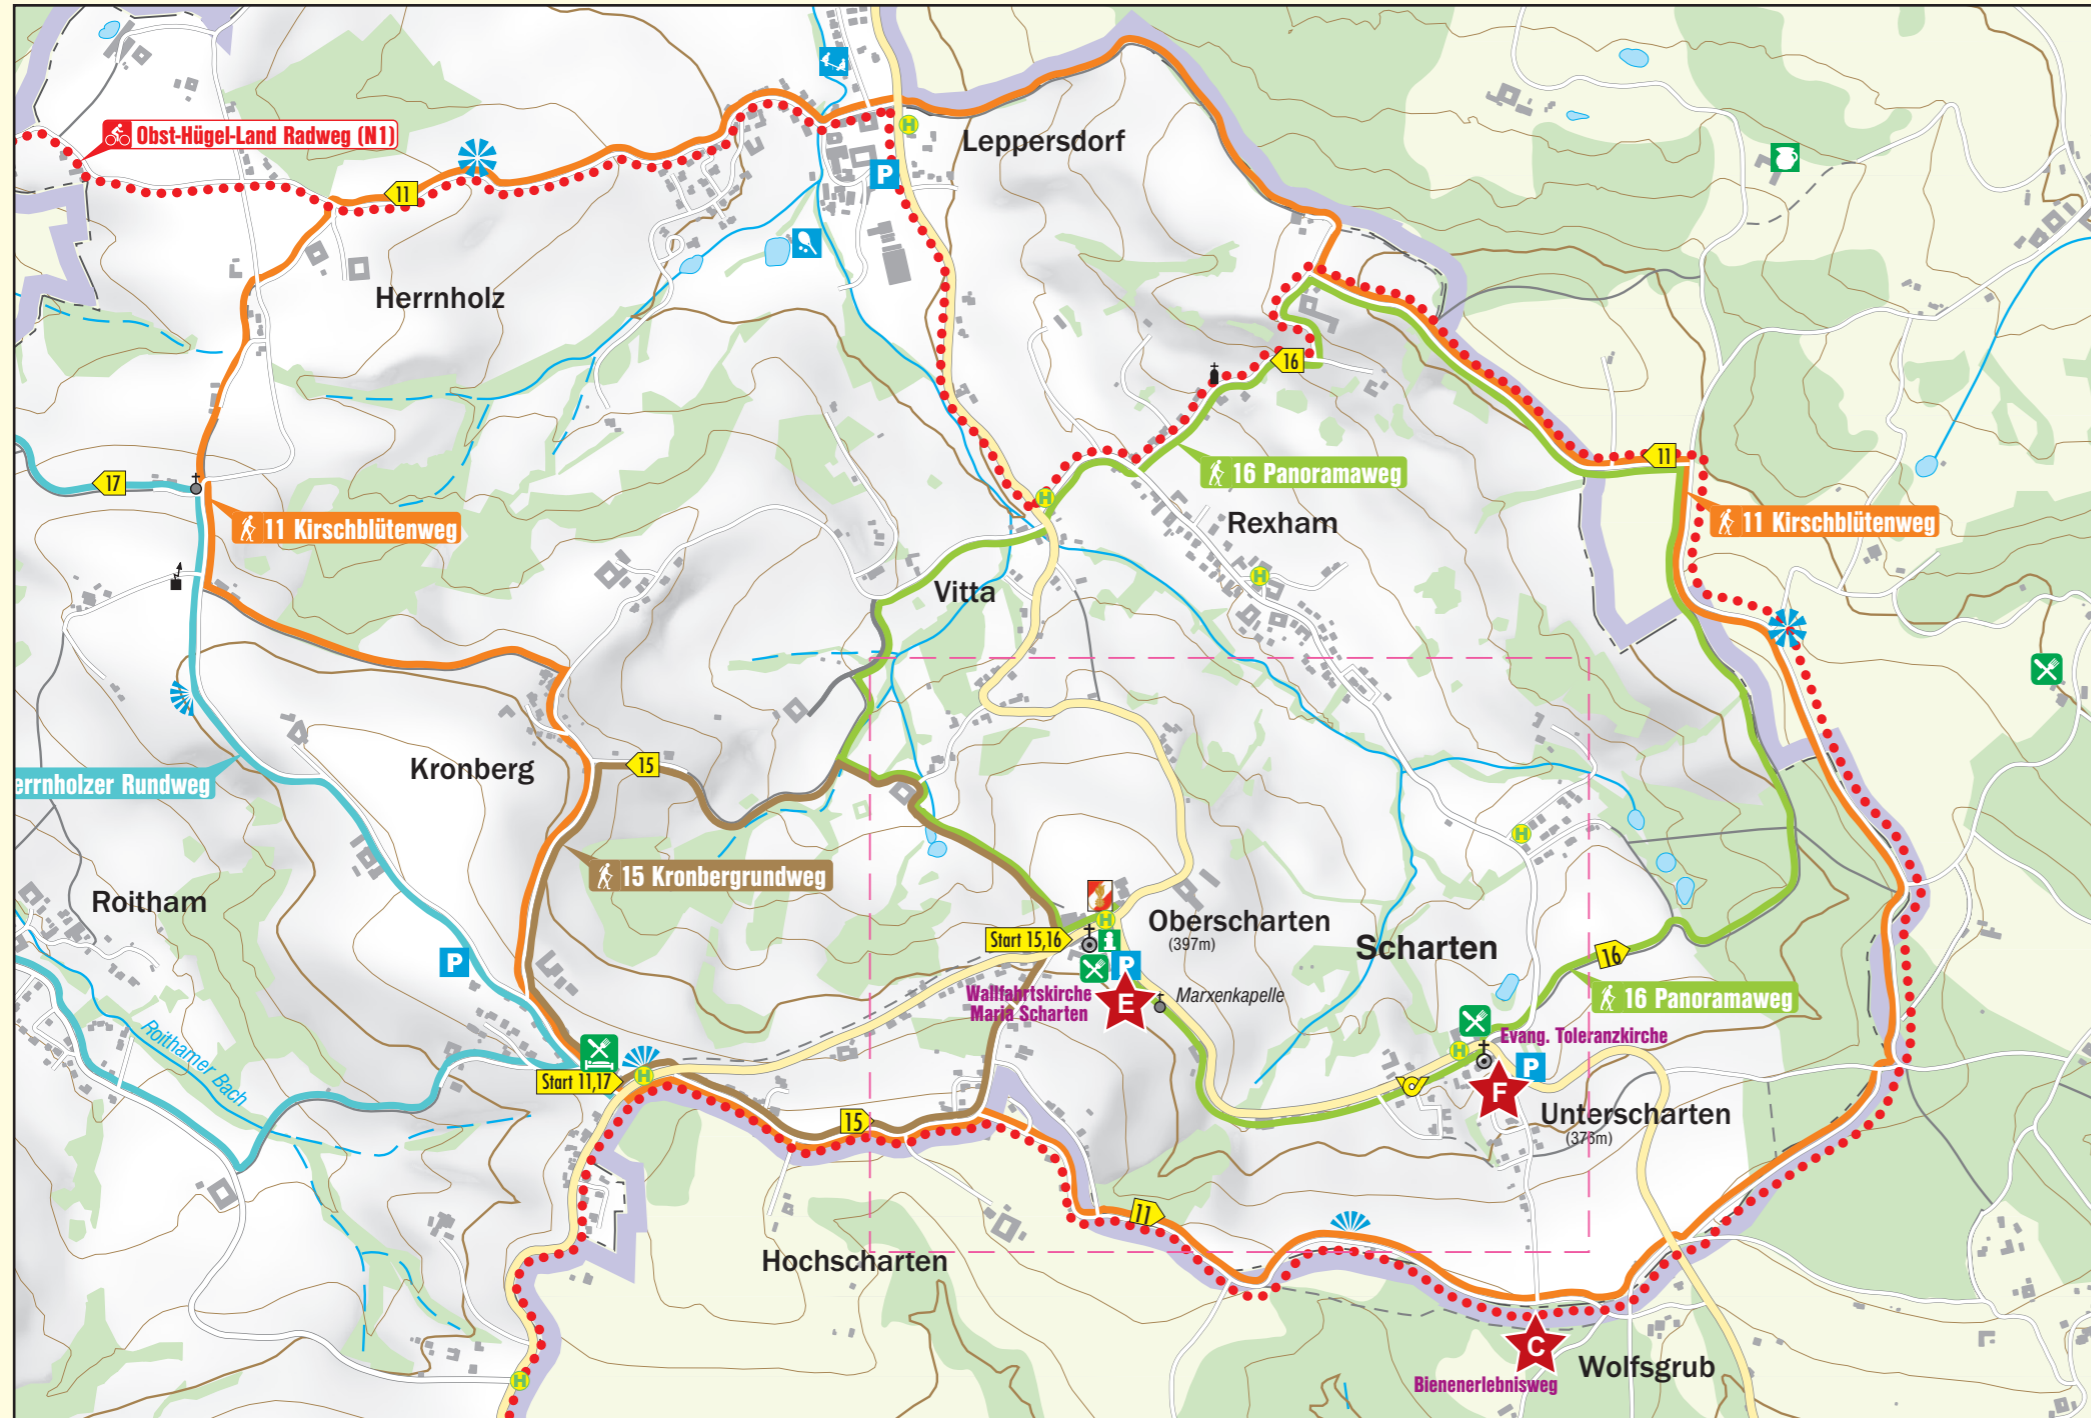 Obst-Hügel-Land Radweg (N1)
H
Leppersdorf
P
11
Herrnholz
16
11
17
16 Panoramaweg
H
11 Kirschblütenweg
Rexham
11 Kirschblütenweg
H
Vitta
Kronberg
15
errnholzer Rundweg
H
15 Kronbergrundweg
Roitham
H
Oberscharten
(397m)
Start 15,16
i
Scharten
16
P
P
Wallfahrtskirche
Maria Scharten
E
Marxenkapelle
16 Panoramaweg
Roithamer Bach
Evang. Toleranzkirche
H
P
Start 11,17
H
F
Unterscharten
15
11
Hochscharten
C
Wolfsgrub
H
Bienenerlebnisweg